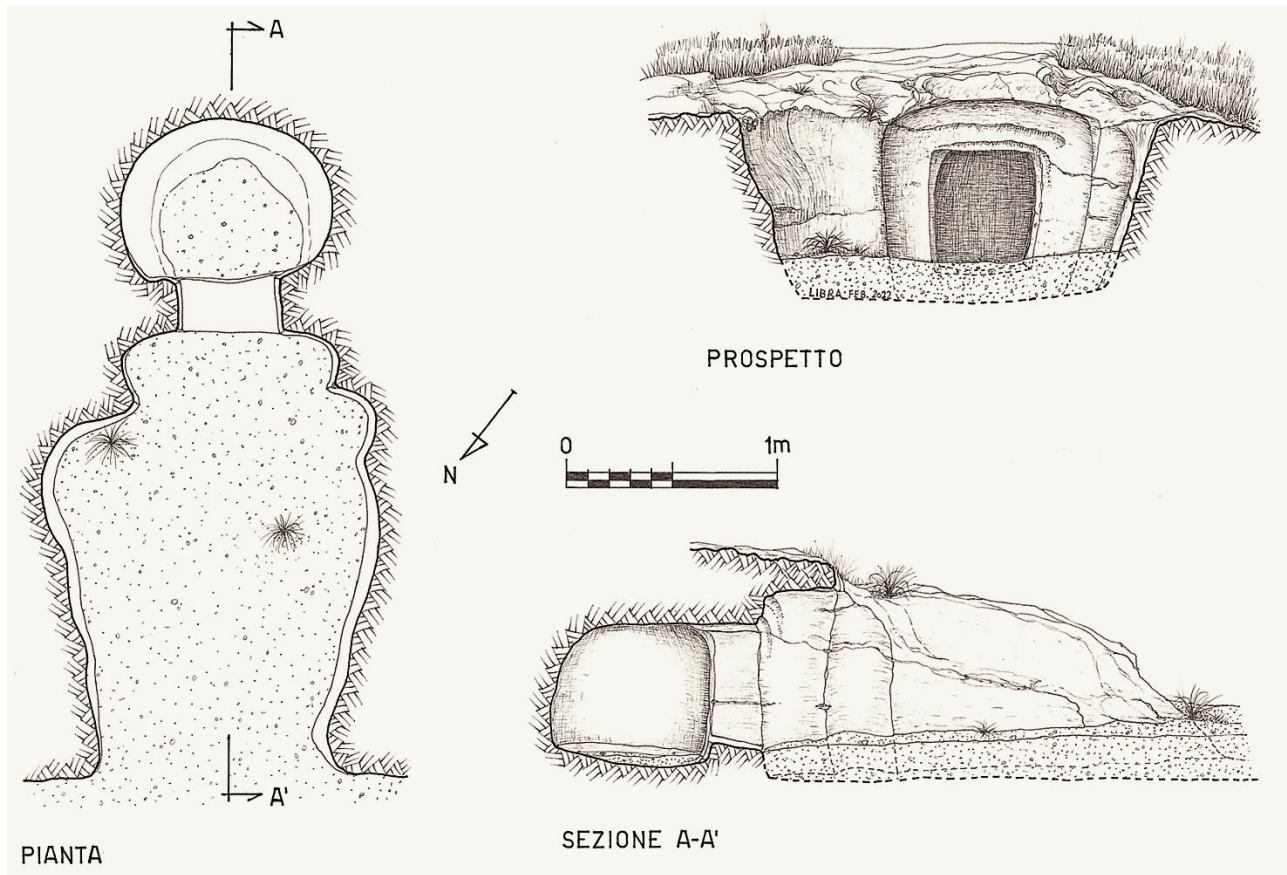 A
LIBRA-FEB. 2022
PROSPETTO
N
0 1m
A'
SEZIONE A-A'
PIANTA